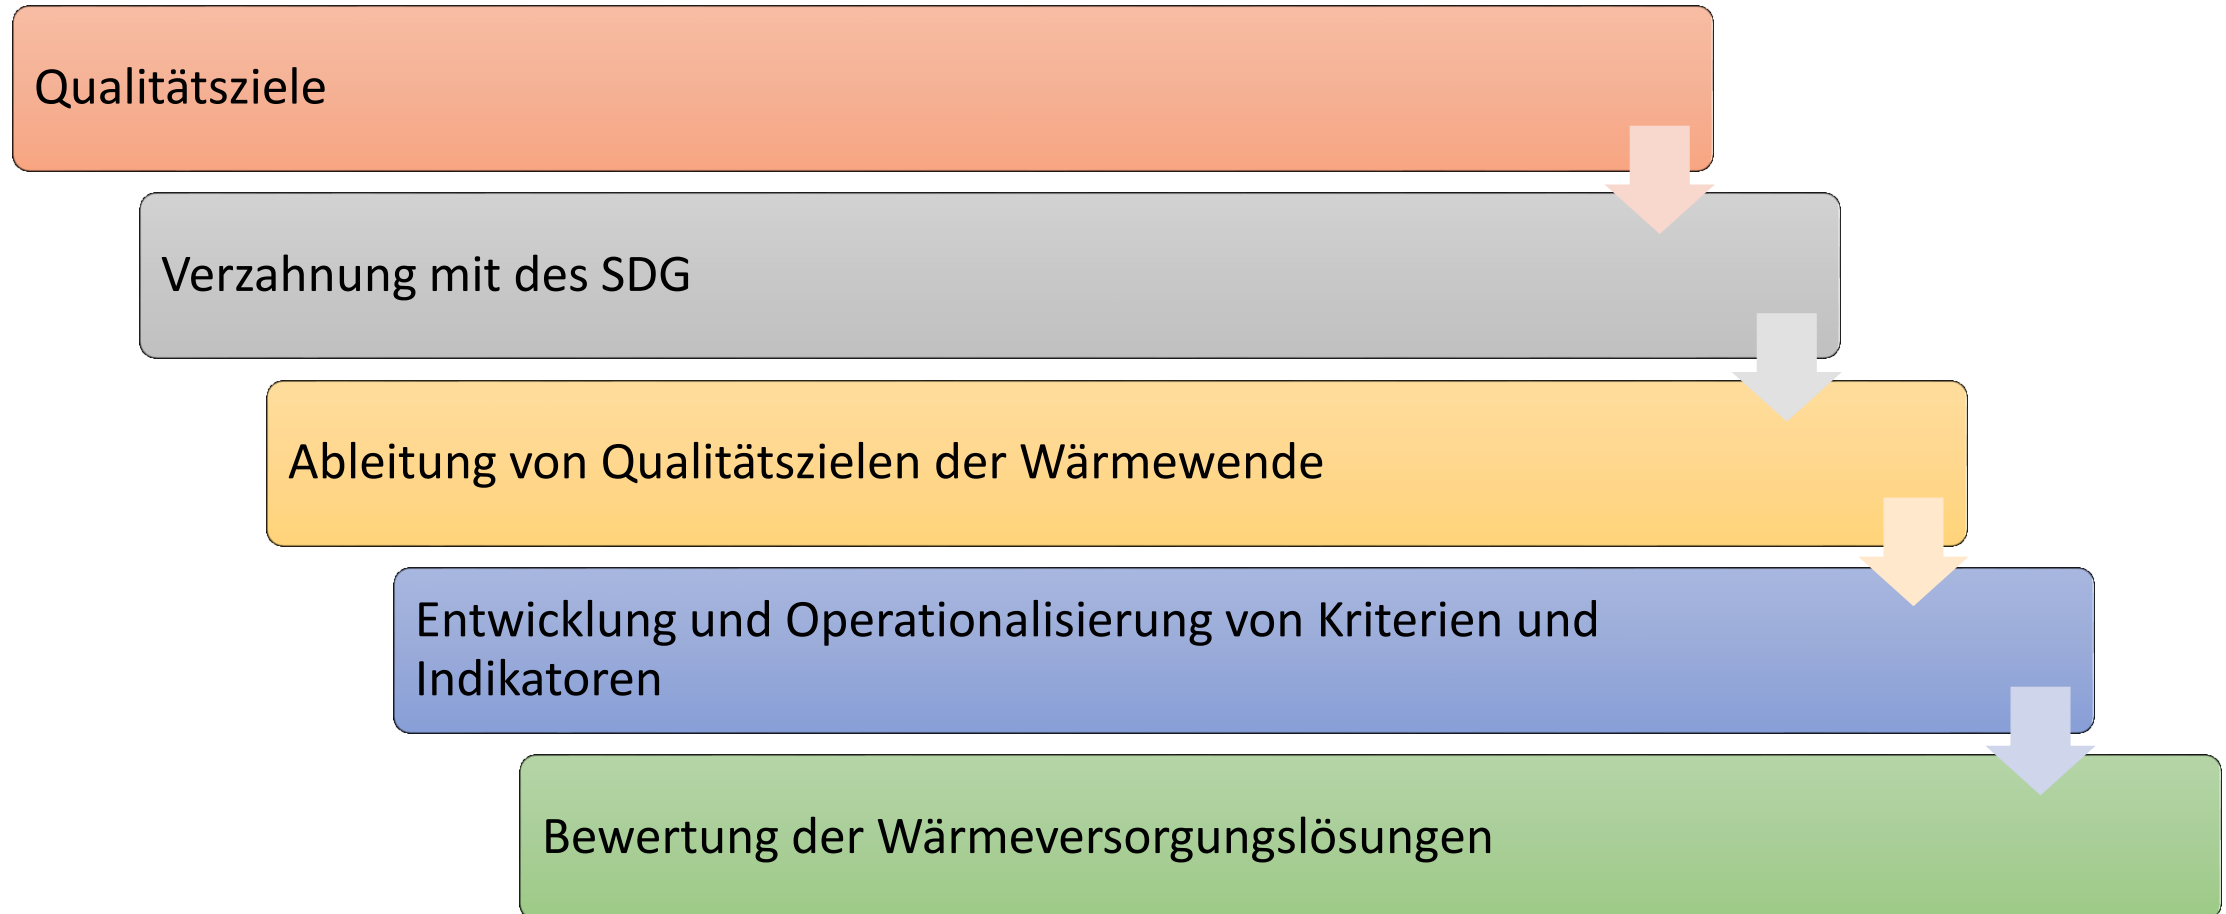 Qualitätsziele
Verzahnung mit des SDG
Ableitung von Qualitätszielen der Wärmewende
Entwicklung und Operationalisierung von Kriterien und
Indikatoren
Bewertung der Wärmeversorgungslösungen